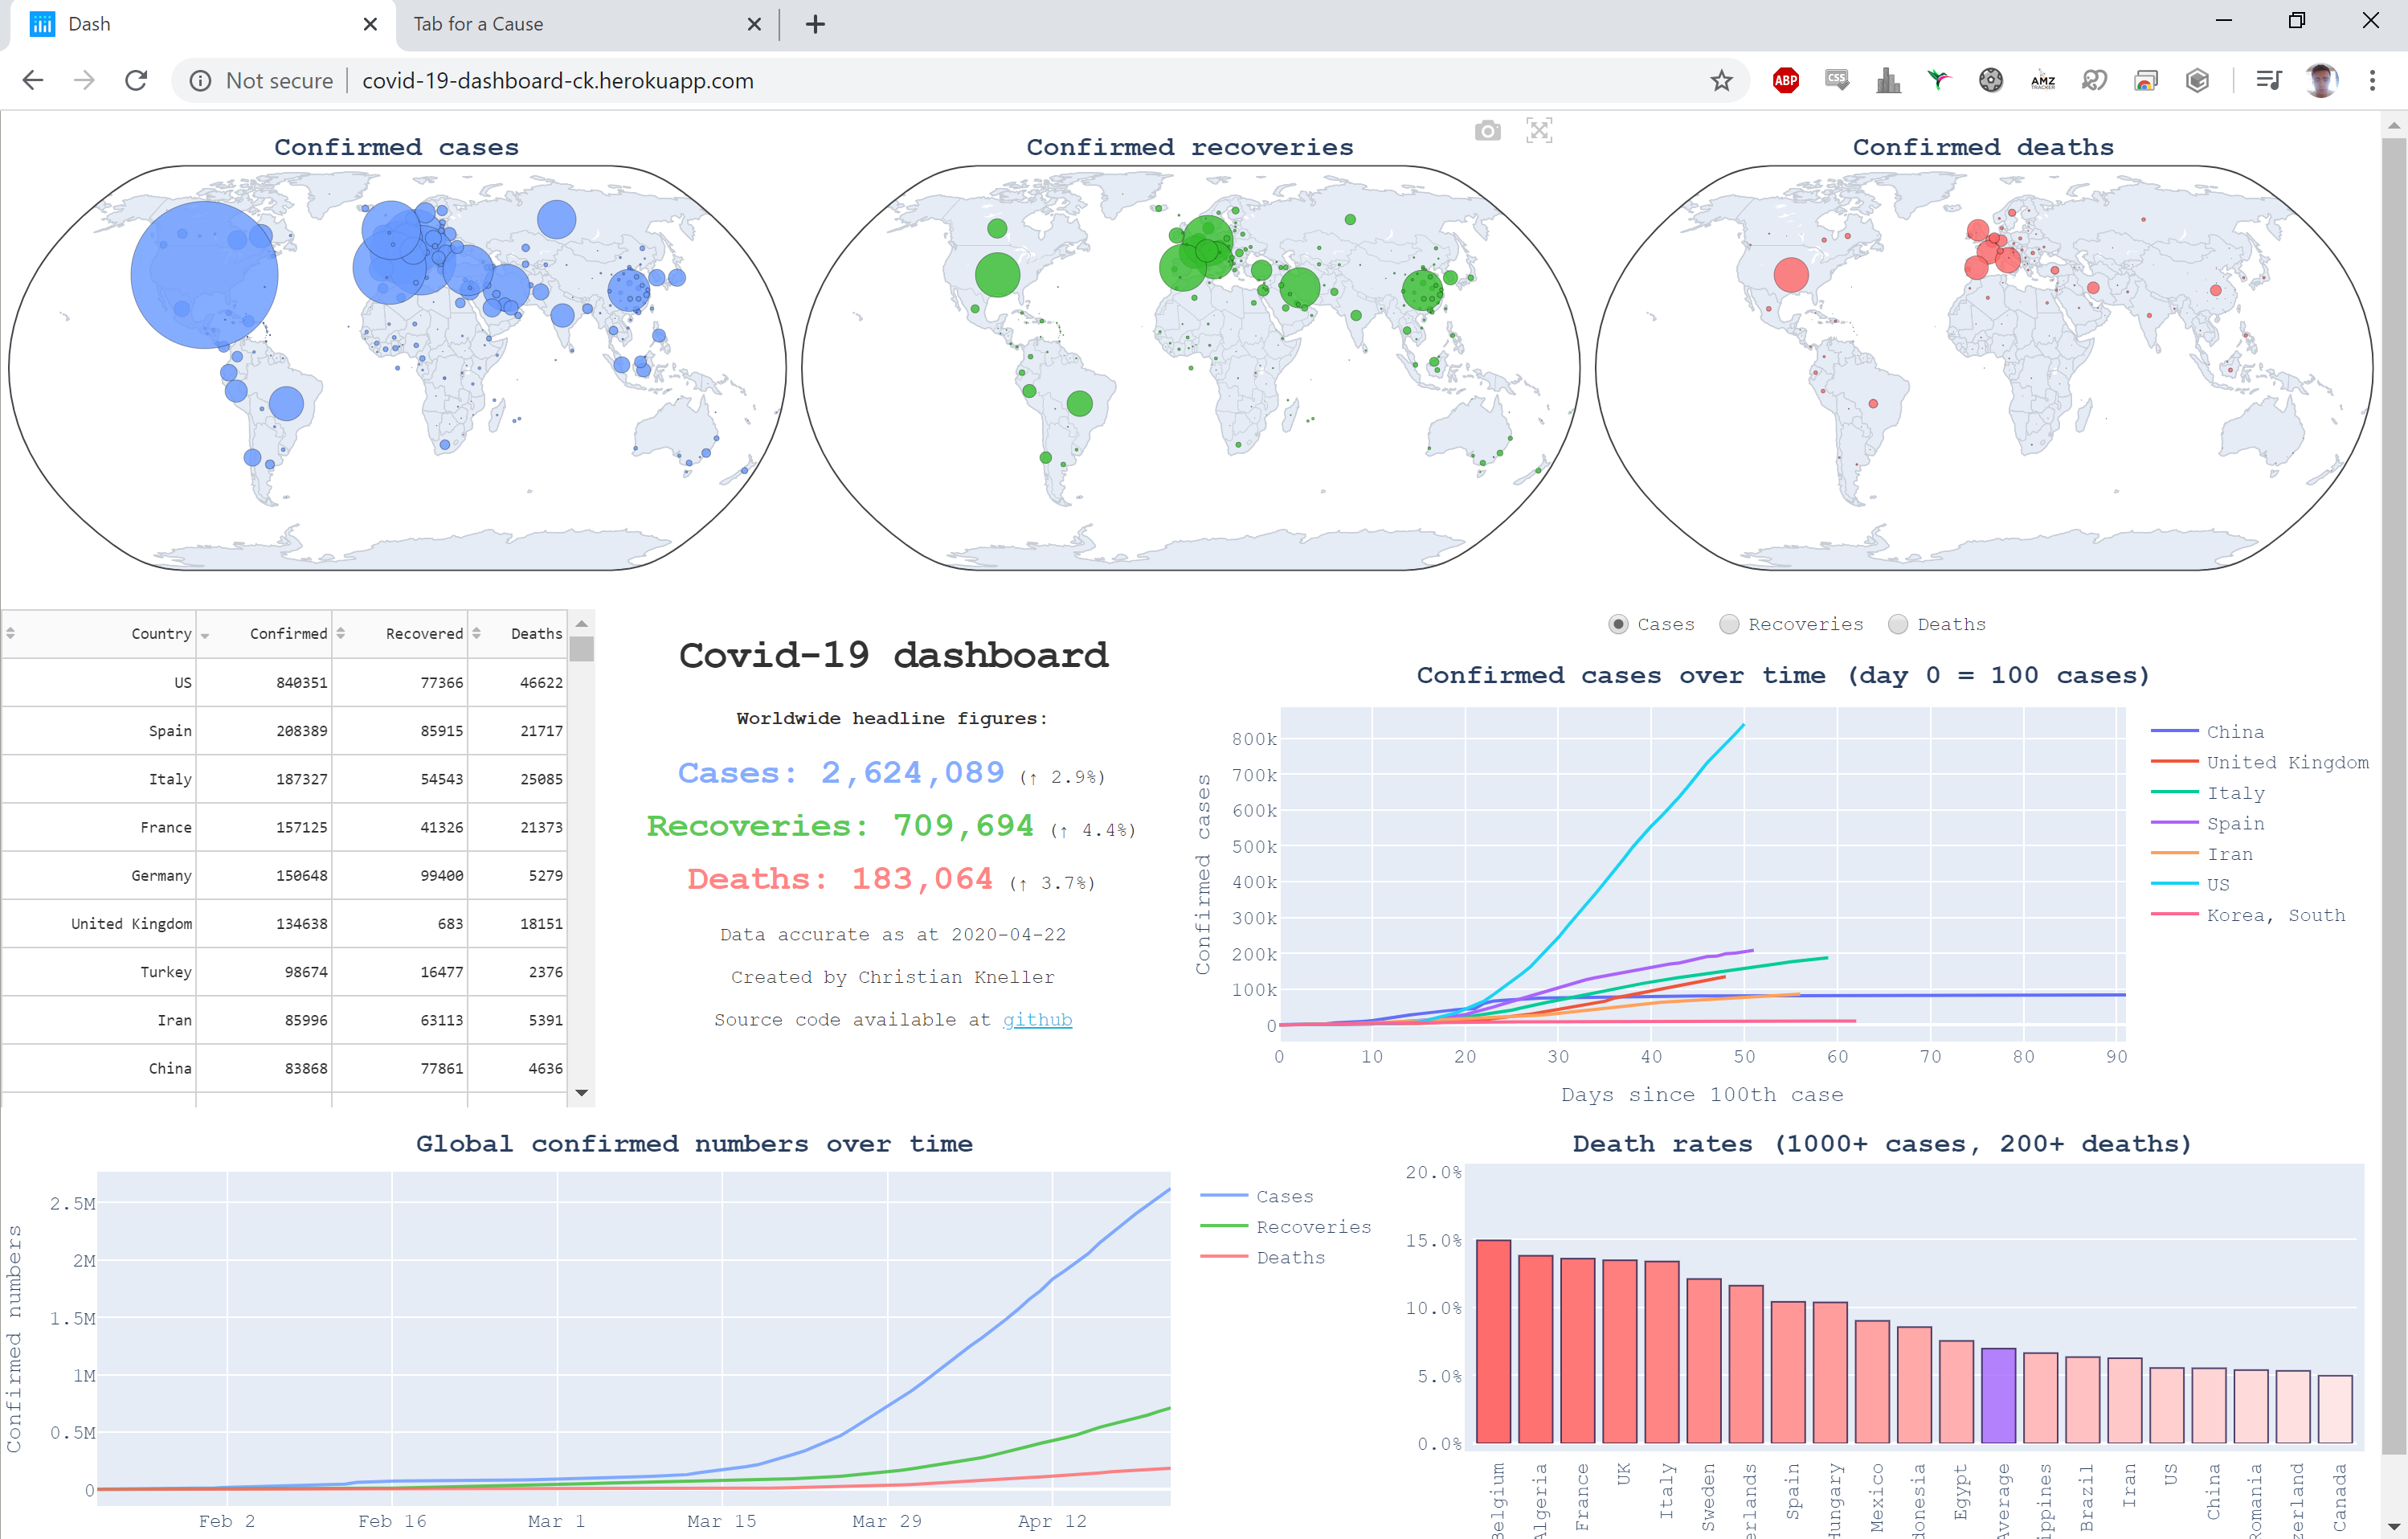 Dash
Tab for a Cause
Not secure
covid-19-dashboard-ck.herokuapp.com
ABP
CSS
AMZ
TRACKER
Confirmed cases
Confirmed recoveries
Confirmed deaths
Country Confirmed Recovered Deaths
US 840351 77366 46622
Spain 208389 85915 21717
Italy 187327 54543 25085
France 157125 41326 21373
Germany 150648 99400 5279
United Kingdom 134638 683 18151
Turkey 98674 16477 2376
Iran 85996 63113 5391
China 83868 77861 4636
Covid-19 dashboard
Worldwide headline figures:
Cases: 2,624,089 (↑ 2.9%)
Recoveries: 709,694 (↑ 4.4%)
Deaths: 183,064 (↑ 3.7%)
Data accurate as at 2020-04-22
Created by Christian Kneller
Source code available at github
Cases Recoveries Deaths
Confirmed cases over time (day 0 = 100 cases)
Confirmed cases
800k
700k
600k
500k
400k
300k
200k
100k
0
0 10 20 30 40 50 60 70 80 90
Days since 100th case
China
United Kingdom
Italy
Spain
Iran
US
Korea, South
Global confirmed numbers over time
Confirmed numbers
2.5M
2M
1.5M
1M
0.5M
0
Feb 2 Feb 16 Mar 1 Mar 15 Mar 29 Apr 12
Cases
Recoveries
Deaths
Death rates (1000+ cases, 200+ deaths)
20.0%
15.0%
10.0%
5.0%
0.0%
Belgium
Algeria
France
UK
Italy
Sweden
erlands
Spain
Hungary
Mexico
donesia
Egypt
Average
ippines
Brazil
Iran
US
China
Romania
zerland
Canada